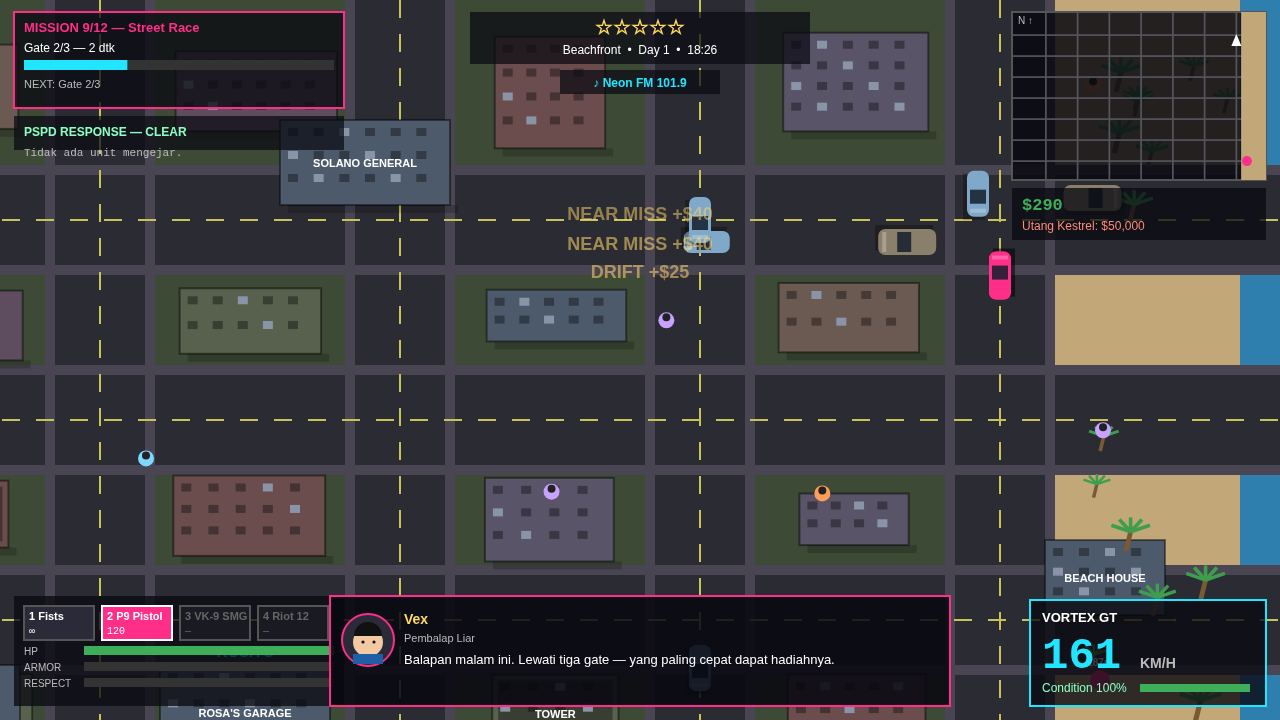 MISSION 9/12 — Street Race
Gate 2/3 — 2 dtk
NEXT: Gate 2/3
PSPD RESPONSE — CLEAR
Tidak ada unit mengejar.
☆☆☆☆☆
Beachfront • Day 1 • 18:26
♪ Neon FM 101.9
N ↑
$290
Utang Kestrel: $50,000
SOLANO GENERAL
NEAR MISS +$40
NEAR MISS +$40
DRIFT +$25
BEACH HOUSE
1 Fists
∞
2 P9 Pistol
120
3 VK-9 SMG
—
4 Riot 12
—
HP
ARMOR
RESPECT
ROSA'S GARAGE
Vex
Pembalap Liar
Balapan malam ini. Lewati tiga gate — yang paling cepat dapat hadiahnya.
TOWER
VORTEX GT
161 KM/H
Condition 100%